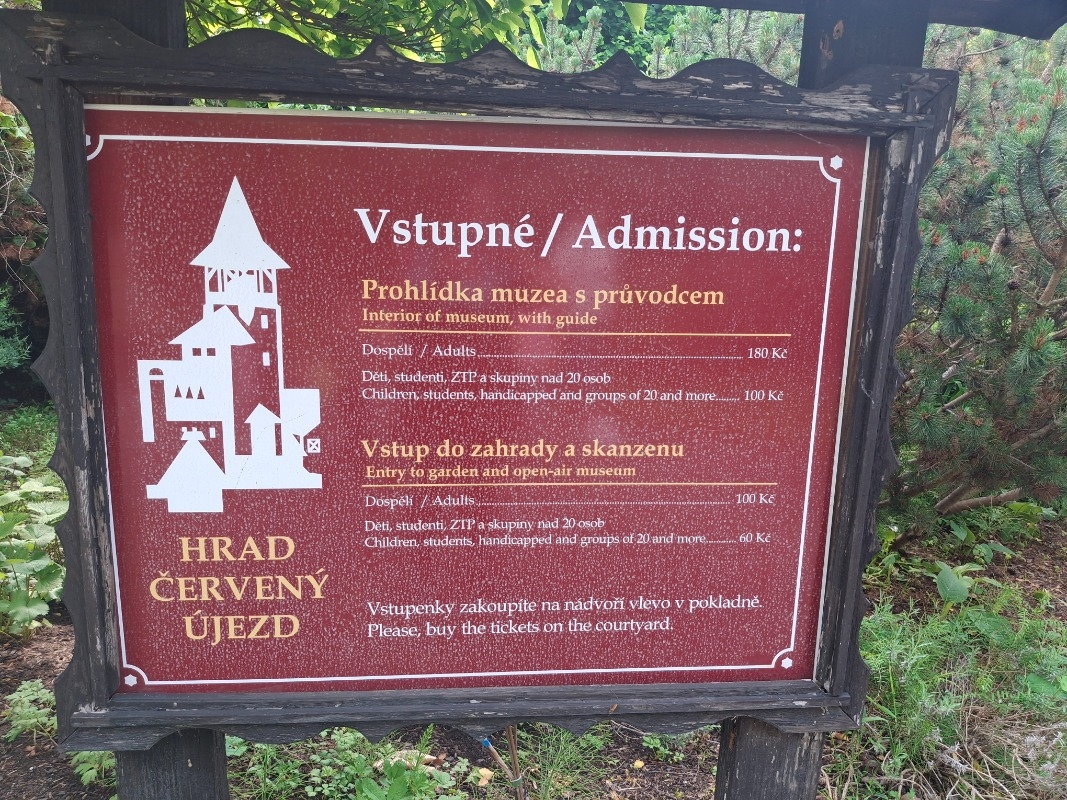 Vstupné / Admission:
Prohlídka muzea s průvodcem
Interior of museum, with guide
Dospělí / Adults........................................................................ 180 Kč
Děti, studenti, ZTP a skupiny nad 20 osob
Children, students, handicapped and groups of 20 and more........ 100 Kč
Vstup do zahrady a skanzenu
Entry to garden and open-air museum
Dospělí / Adults........................................................................ 100 Kč
Děti, studenti, ZTP a skupiny nad 20 osob
Children, students, handicapped and groups of 20 and more........... 60 Kč
Vstupenky zakoupíte na nádvoří vlevo v pokladně.
Please, buy the tickets on the courtyard.
HRAD
ČERVENÝ
ÚJEZD